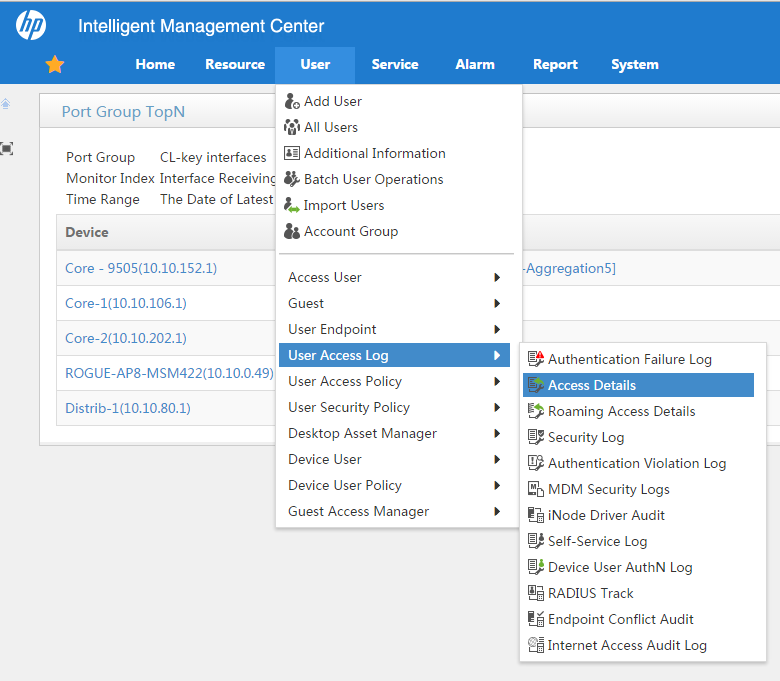 hp
Intelligent Management Center
Home Resource User Service Alarm Report System
Add User
All Users
Additional Information
Batch User Operations
Import Users
Account Group
Access User
Guest
User Endpoint
User Access Log
User Access Policy
User Security Policy
Desktop Asset Manager
Device User
Device User Policy
Guest Access Manager
Authentication Failure Log
Access Details
Roaming Access Details
Security Log
Authentication Violation Log
MDM Security Logs
iNode Driver Audit
Self-Service Log
Device User AuthN Log
RADIUS Track
Endpoint Conflict Audit
Internet Access Audit Log
Port Group TopN
Port Group CL-key interfaces
Monitor Index Interface Receiving
Time Range The Date of Latest
Device
Core - 9505(10.10.152.1) -Aggregation5]
Core-1(10.10.106.1)
Core-2(10.10.202.1)
ROGUE-AP8-MSM422(10.10.0.49)
Distrib-1(10.10.80.1)